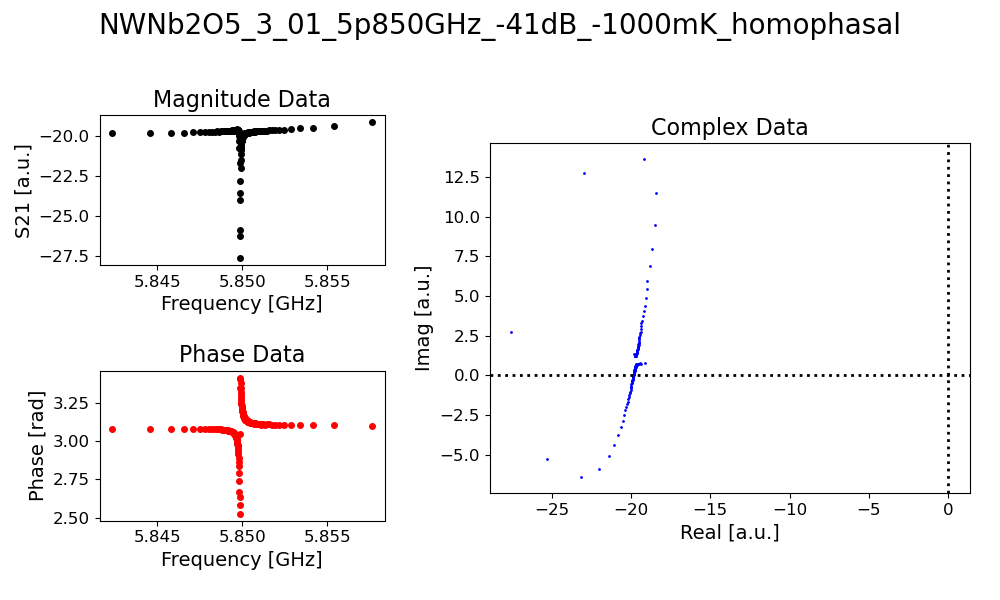 NWNb2O5_3_01_5p850GHz_-41dB_-1000mK_homophasal
Magnitude Data
S21 [a.u.]
−20.0
−22.5
−25.0
−27.5
5.845 5.850 5.855
Frequency [GHz]
Phase Data
Phase [rad]
3.25
3.00
2.75
2.50
5.845 5.850 5.855
Frequency [GHz]
Complex Data
Imag [a.u.]
12.5
10.0
7.5
5.0
2.5
0.0
−2.5
−5.0
−25 −20 −15 −10 −5 0
Real [a.u.]